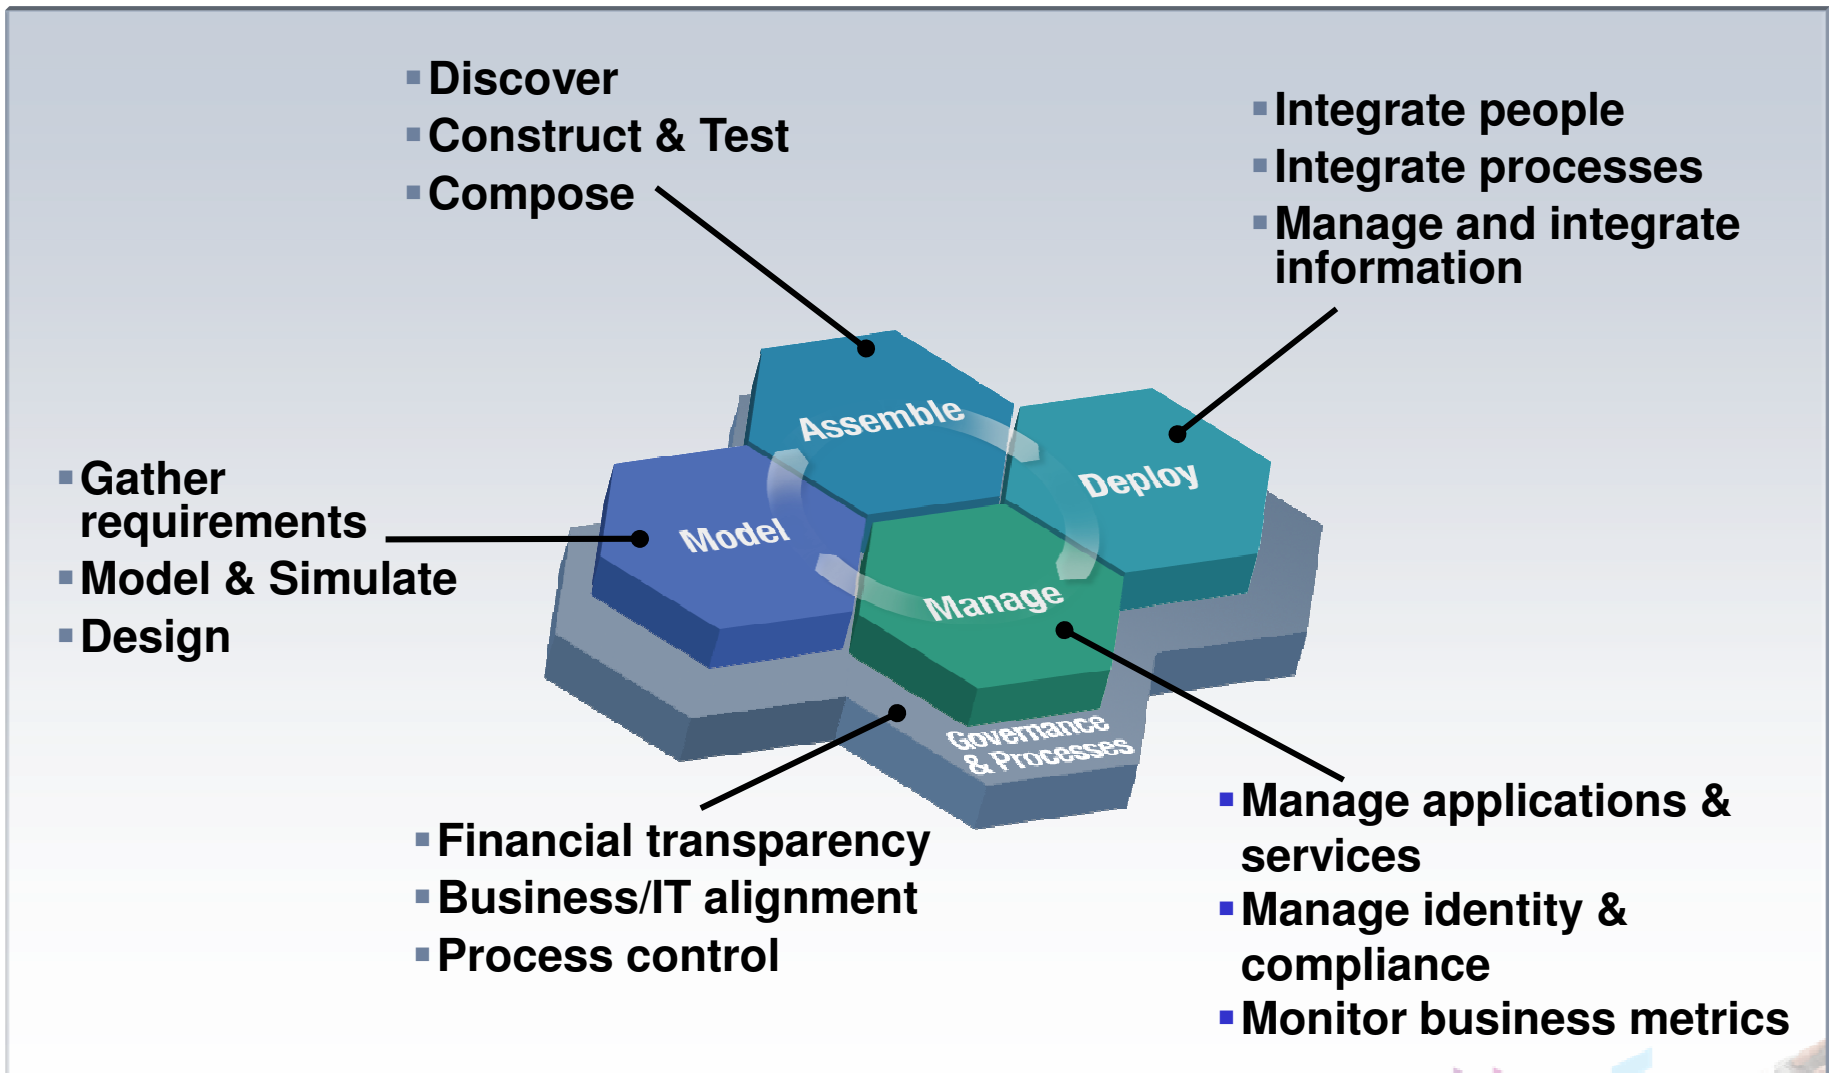 Discover
Construct & Test
Compose
Integrate people
Integrate processes
Manage and integrate
information
Assemble
Deploy
Model
Manage
Governance
& Processes
Gather
requirements
Model & Simulate
Design
Financial transparency
Business/IT alignment
Process control
Manage applications &
services
Manage identity &
compliance
Monitor business metrics